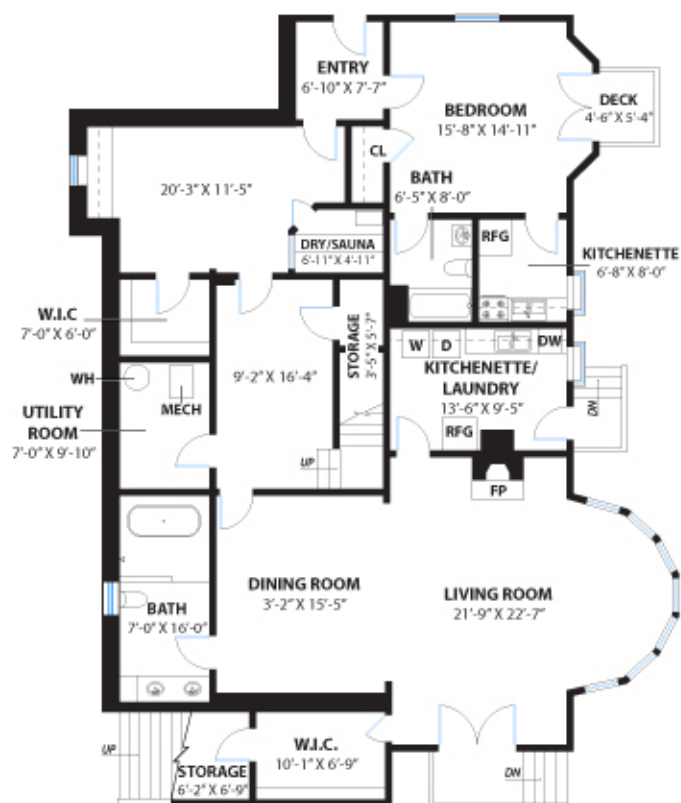 ENTRY
6'-10" X 7'-7"
BEDROOM
15'-8" X 14'-11"
DECK
4'-6" X 5'-4"
CL
20'-3" X 11'-5"
BATH
6'-5" X 8'-0"
DRY/SAUNA
6'-11" X 4'-11"
RFG
KITCHENETTE
6'-8" X 8'-0"
W.I.C
7'-0" X 6'-0"
STORAGE
3'-5" X 5'-7"
W
D
DW
KITCHENETTE/
LAUNDRY
13'-6" X 9'-5"
RFG
DN
WH
MECH
9'-2" X 16'-4"
UTILITY
ROOM
7'-0" X 9'-10"
UP
FP
DINING ROOM
3'-2" X 15'-5"
LIVING ROOM
21'-9" X 22'-7"
BATH
7'-0" X 16'-0"
UP
STORAGE
6'-2" X 6'-9"
W.I.C.
10'-1" X 6'-9"
DN